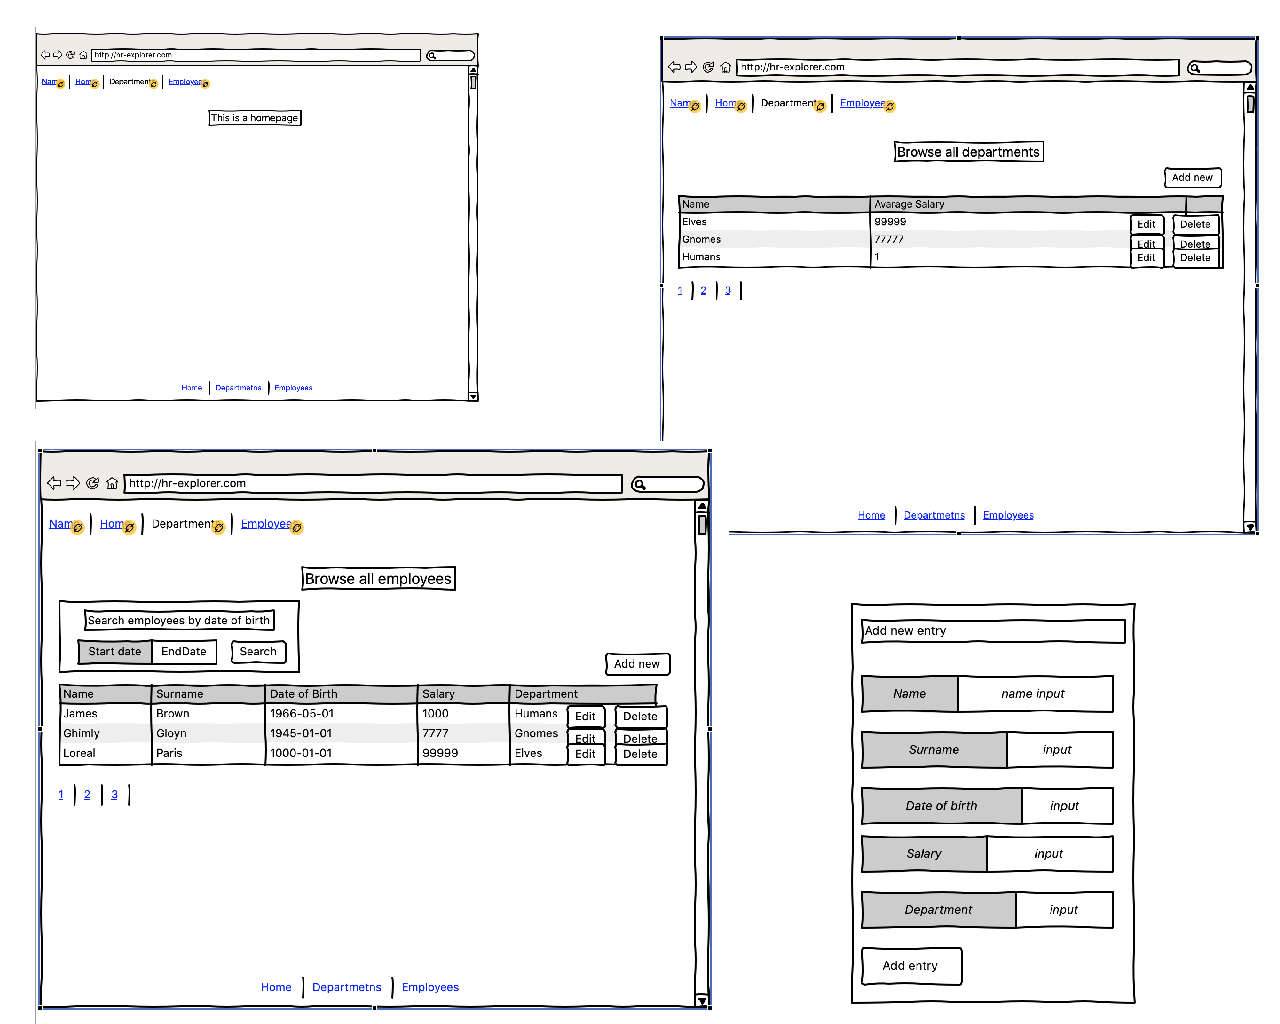 http://hr-explorer.com
Nam Hom Department Employee
This is a homepage
Home Departmetns Employees
http://hr-explorer.com
Nam Hom Department Employee
Browse all departments
Add new
Name Avarage Salary
Elves 99999 Edit Delete
Gnomes 77777 Edit Delete
Humans 1 Edit Delete
1 2 3
Home Departmetns Employees
http://hr-explorer.com
Nam Hom Department Employee
Browse all employees
Search employees by date of birth
Start date EndDate Search
Add new
Name Surname Date of Birth Salary Department
James Brown 1966-05-01 1000 Humans Edit Delete
Ghimly Gloyn 1945-01-01 7777 Gnomes Edit Delete
Loreal Paris 1000-01-01 99999 Elves Edit Delete
1 2 3
Home Departmetns Employees
Add new entry
Name name input
Surname input
Date of birth input
Salary input
Department input
Add entry